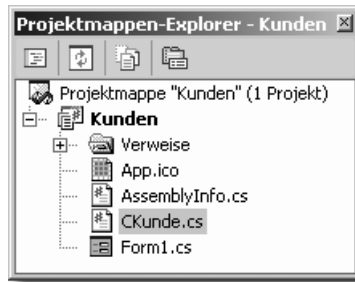 Projektmappen-Explorer - Kunden
Projektmappe "Kunden" (1 Projekt)
Kunden
Verweise
App.ico
AssemblyInfo.cs
CKunde.cs
Form1.cs